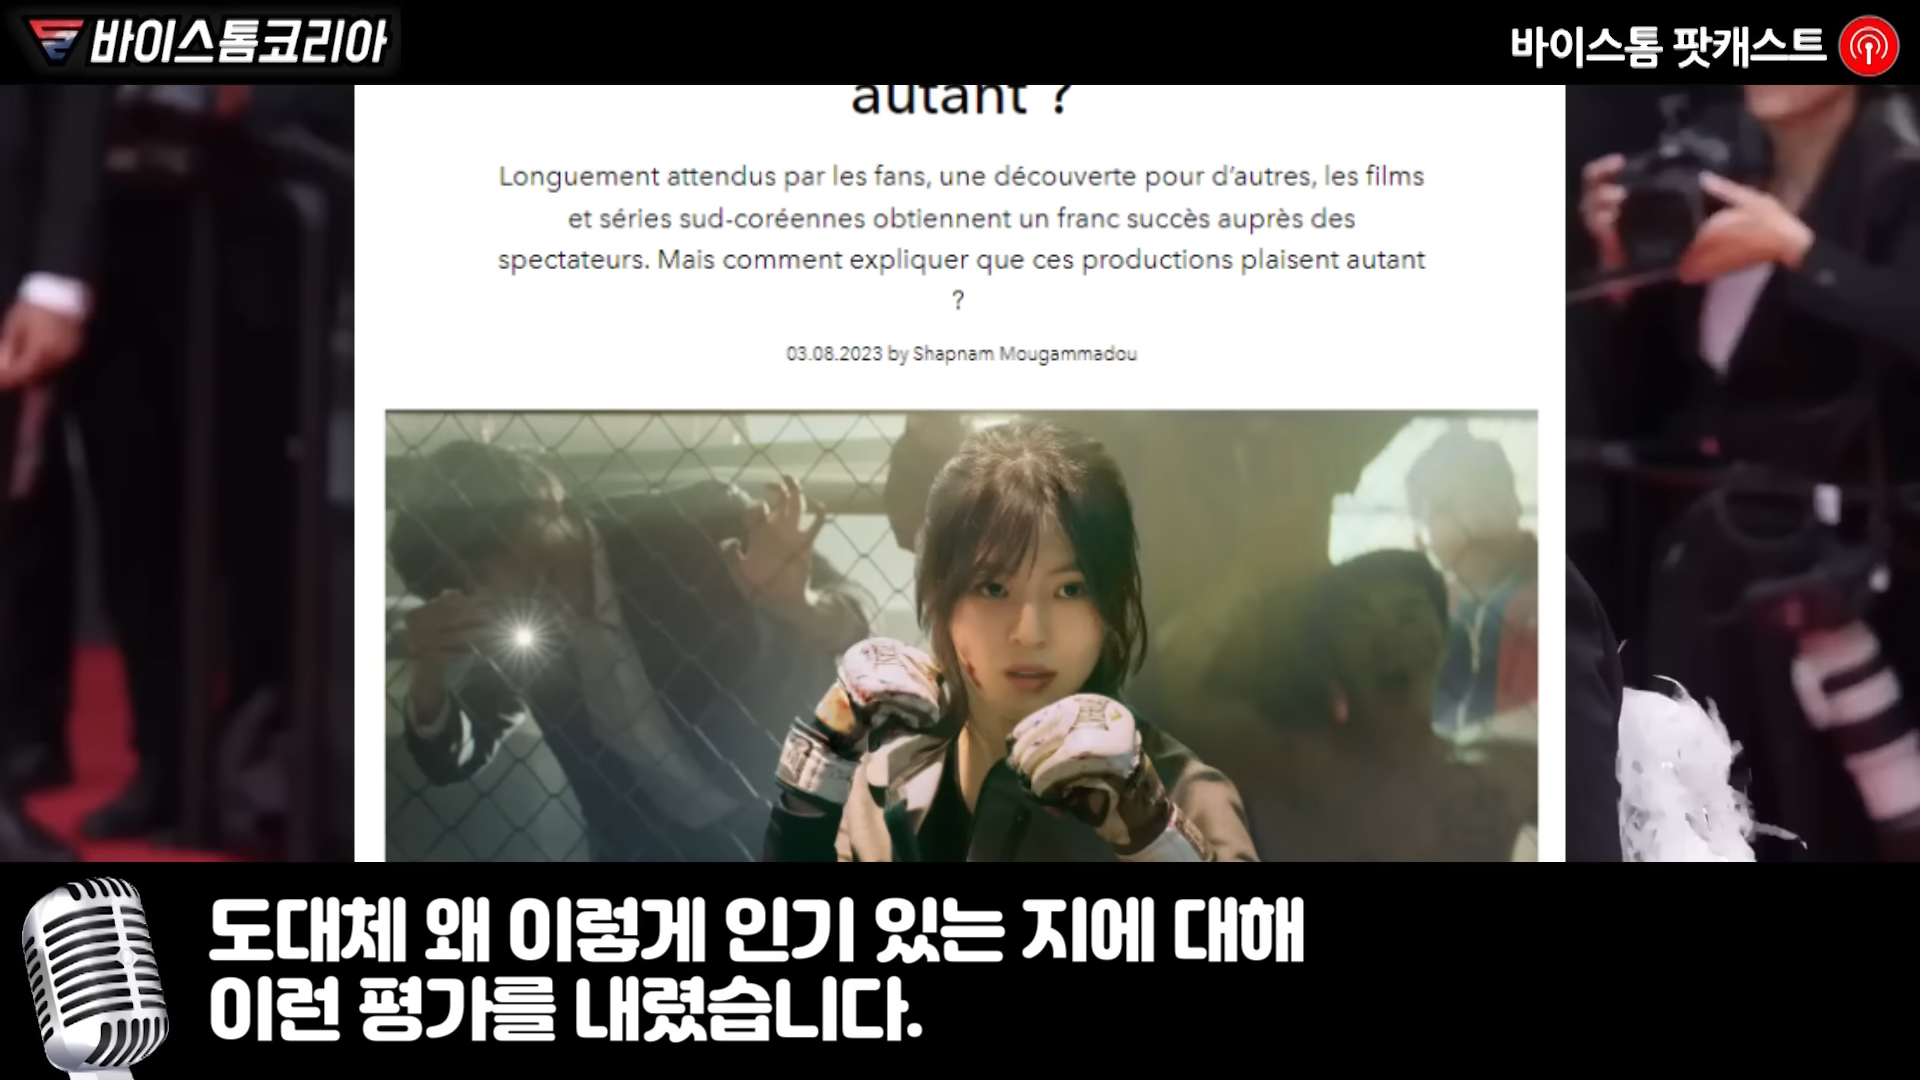 바이스톰코리아
바이스톰 팟캐스트
autant ?
Longuement attendus par les fans, une découverte pour d’autres, les films
et séries sud-coréennes obtiennent un franc succès auprès des
spectateurs. Mais comment expliquer que ces productions plaisent autant
?
03.08.2023 by Shapnam Mougammadou
도대체 왜 이렇게 인기 있는 지에 대해
이런 평가를 내렸습니다.